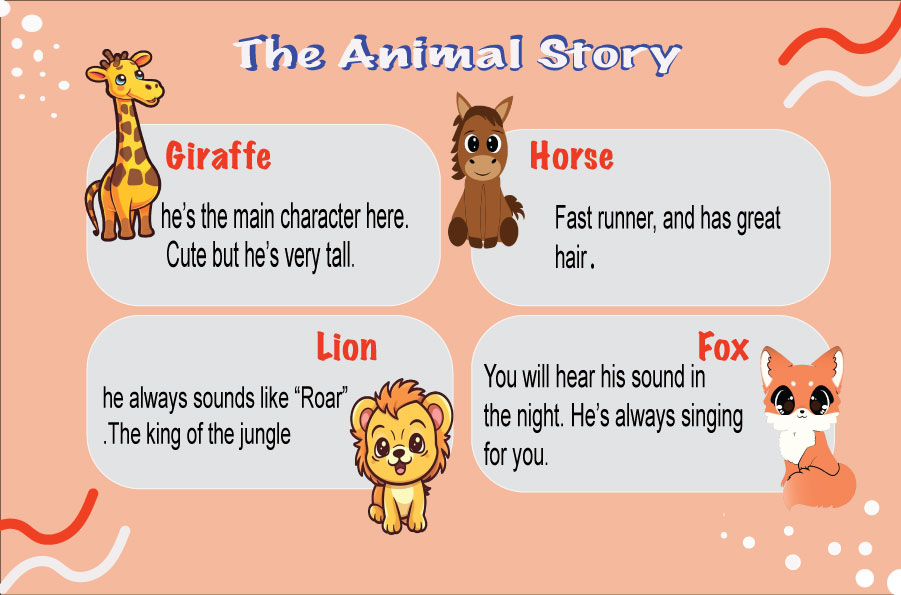 The Animal Story
Giraffe
he's the main character here.
Cute but he's very tall.
Horse
Fast runner, and has great
hair.
Lion
he always sounds like “Roar”
.The king of the jungle
Fox
You will hear his sound in
the night. He's always singing
for you.